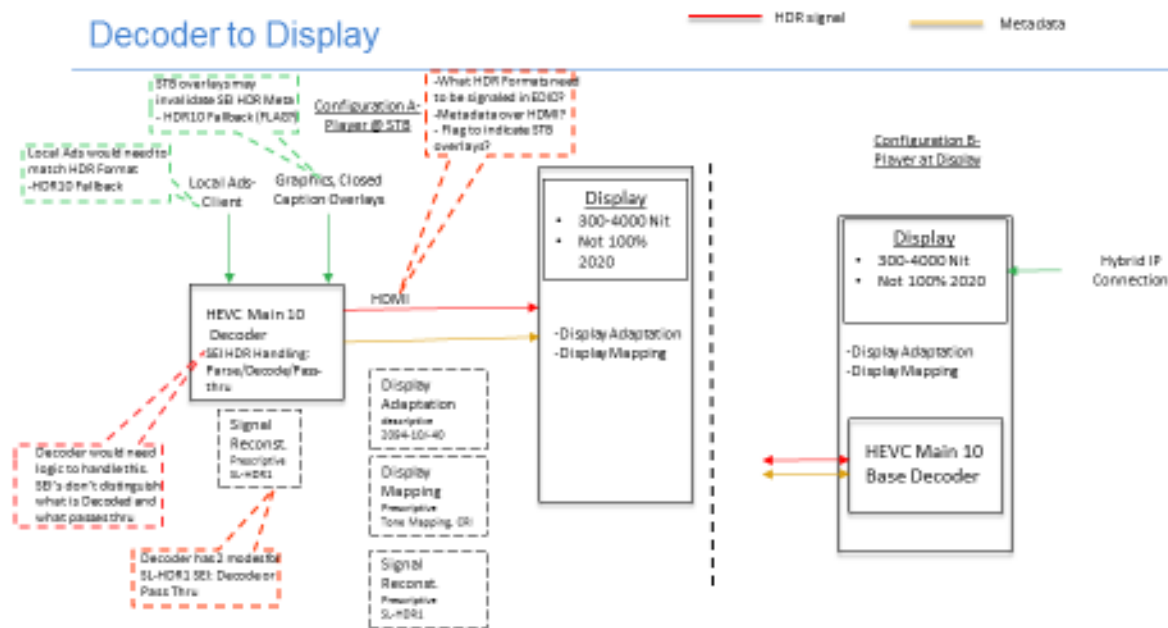 Decoder to Display
HDR signal
Metadata
STB overlays may
invalidate SEI HDR Meta
- HDR10 Fallback (FLAG?)
Configuration A-
Player @ STB
-What HDR Formats need
to be signaled in EDID?
-Metadata over HDMI?
- Flag to indicate STB
overlays?
Configuration B-
Player at Display
Local Ads would need to
match HDR Format
-HDR10 Fallback
Local Ads-
Client
Graphics, Closed
Caption Overlays
Display
• 300-4000 Nit
• Not 100%
2020
Display
• 300-4000 Nit
• Not 100% 2020
Hybrid IP
Connection
HDMI
HEVC Main 10
Decoder
SEI HDR Handling:
Parse/Decode/Pass-
thru
-Display Adaptation
-Display Mapping
-Display Adaptation
-Display Mapping
Display
Adaptation
descriptive
2094-10/-40
Signal
Reconst.
Prescriptive
SL-HDR1
Decoder would need
logic to handle this.
SEI's don't distinguish
what is Decoded and
what passes thru
Display
Mapping
Prescriptive
Tone Mapping, CRI
HEVC Main 10
Base Decoder
Decoder has 2 modes for
SL-HDR1 SEI: Decode or
Pass Thru
Signal
Reconst.
Prescriptive
SL-HDR1